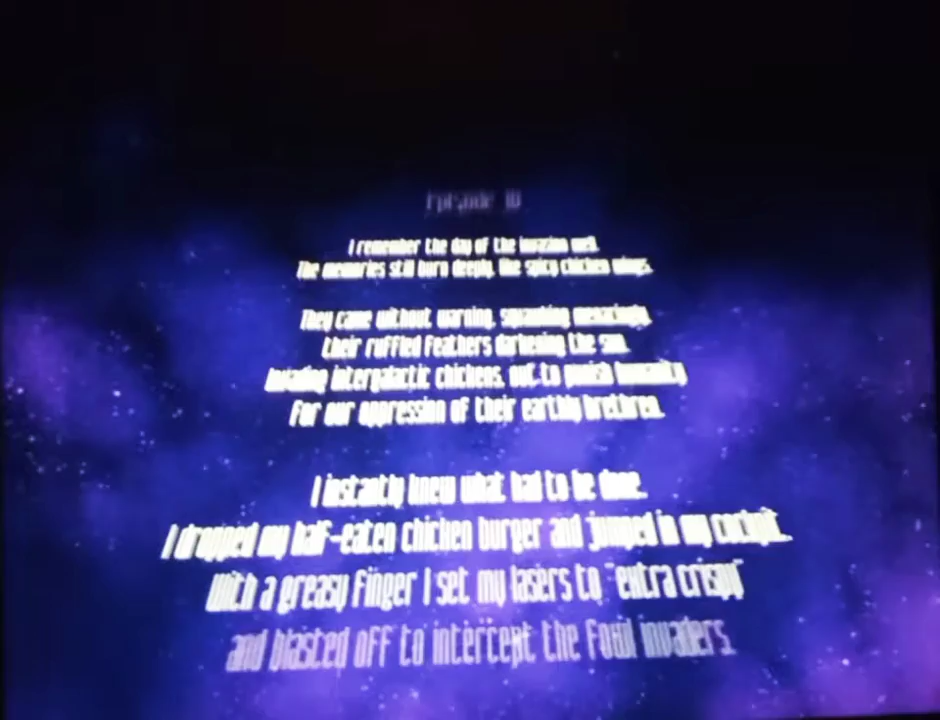 Episode
I remember the day of the invasion well.
The memories still burn deeply, like spicy chicken wings.
They came without warning, squawking menacingly,
their ruffled feathers darkening the sun.
Invading intergalactic chickens, out to punish humanity
For our oppression of their earthly brethren.
I instantly knew what had to be done.
I dropped my half-eaten chicken burger and jumped in my cockpit.
With a greasy finger I set my lasers to "extra crispy"
and blasted off to intercept the fowl invaders.